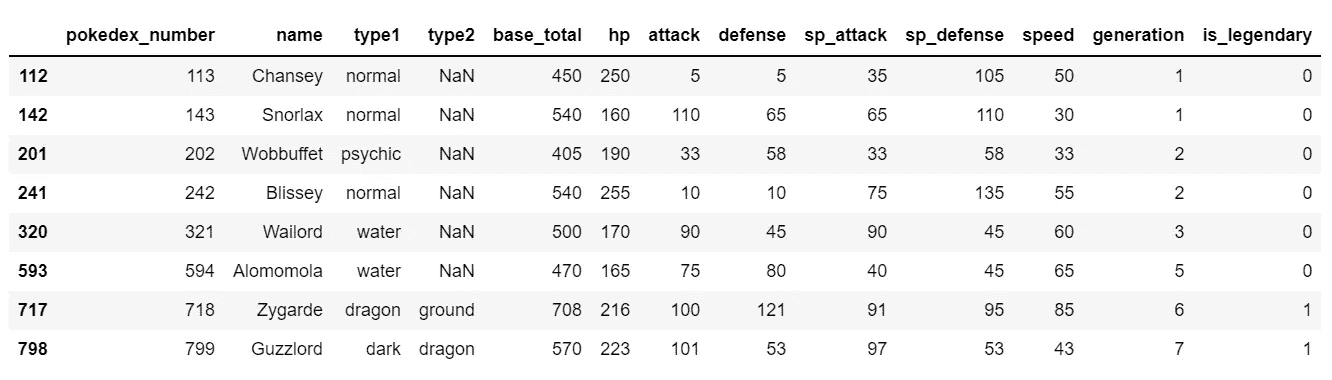 pokedex_number name type1 type2 base_total hp attack defense sp_attack sp_defense speed generation is_legendary
112 113 Chansey normal NaN 450 250 5 5 35 105 50 1 0
142 143 Snorlax normal NaN 540 160 110 65 65 110 30 1 0
201 202 Wobbuffet psychic NaN 405 190 33 58 33 58 33 2 0
241 242 Blissey normal NaN 540 255 10 10 75 135 55 2 0
320 321 Wailord water NaN 500 170 90 45 90 45 60 3 0
593 594 Alomomola water NaN 470 165 75 80 40 45 65 5 0
717 718 Zygarde dragon ground 708 216 100 121 91 95 85 6 1
798 799 Guzzlord dark dragon 570 223 101 53 97 53 43 7 1